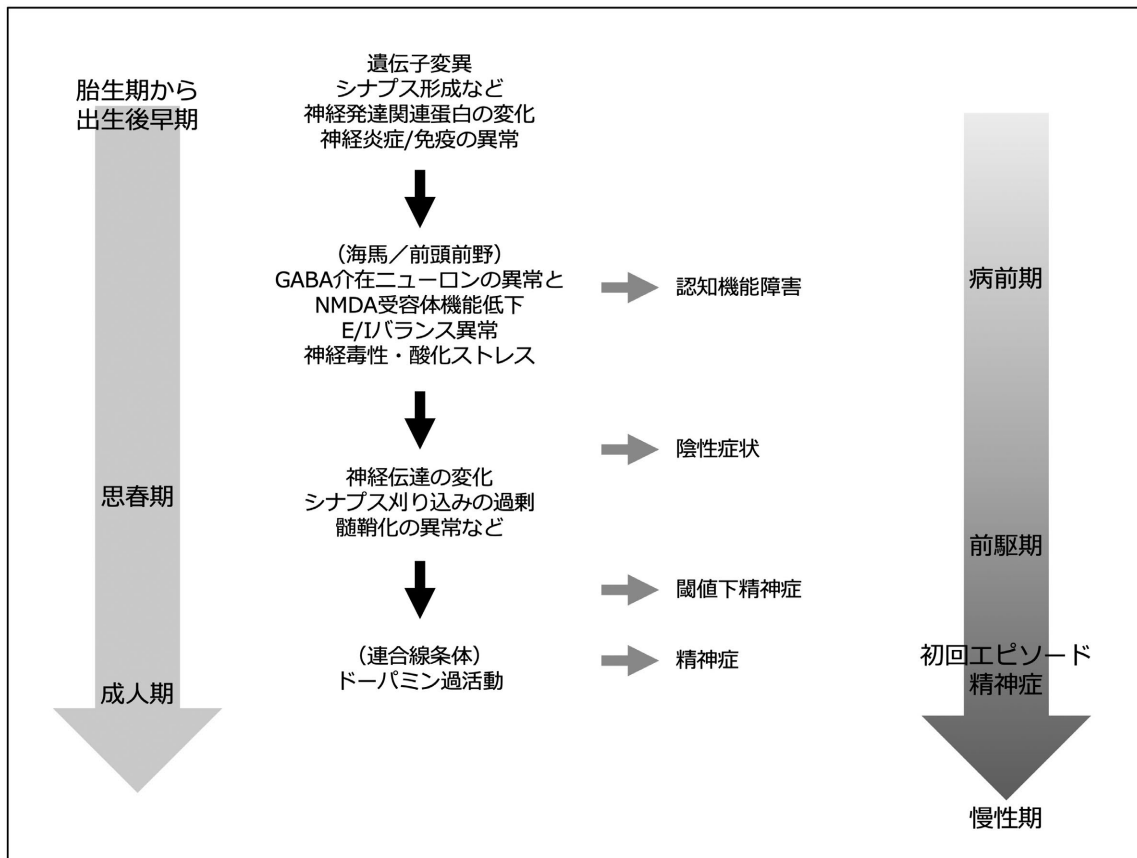 胎生期から
出生後早期
思春期
成人期
遺伝子変異
シナプス形成など
神経発達関連蛋白の変化
神経炎症/免疫の異常
（海馬／前頭前野）
GABA介在ニューロンの異常と
NMDA受容体機能低下
E/Iバランス異常
神経毒性・酸化ストレス
神経伝達の変化
シナプス刈り込みの過剰
髄鞘化の異常など
（連合線条体）
ドーパミン過活動
認知機能障害
陰性症状
閾値下精神症
精神症
病前期
前駆期
初回エピソード
精神症
慢性期